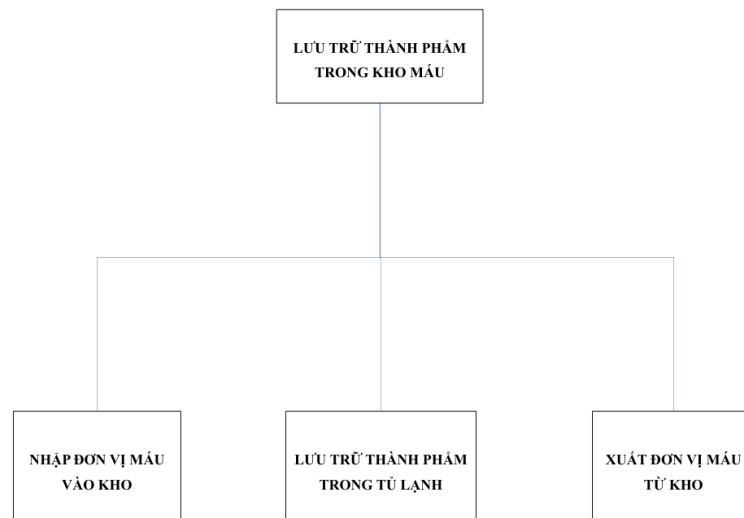 LƯU TRỮ THÀNH PHẨM
TRONG KHO MÁU
NHẬP ĐƠN VỊ MÁU
VÀO KHO
LƯU TRỮ THÀNH PHẨM
TRONG TỦ LẠNH
XUẤT ĐƠN VỊ MÁU
TỪ KHO